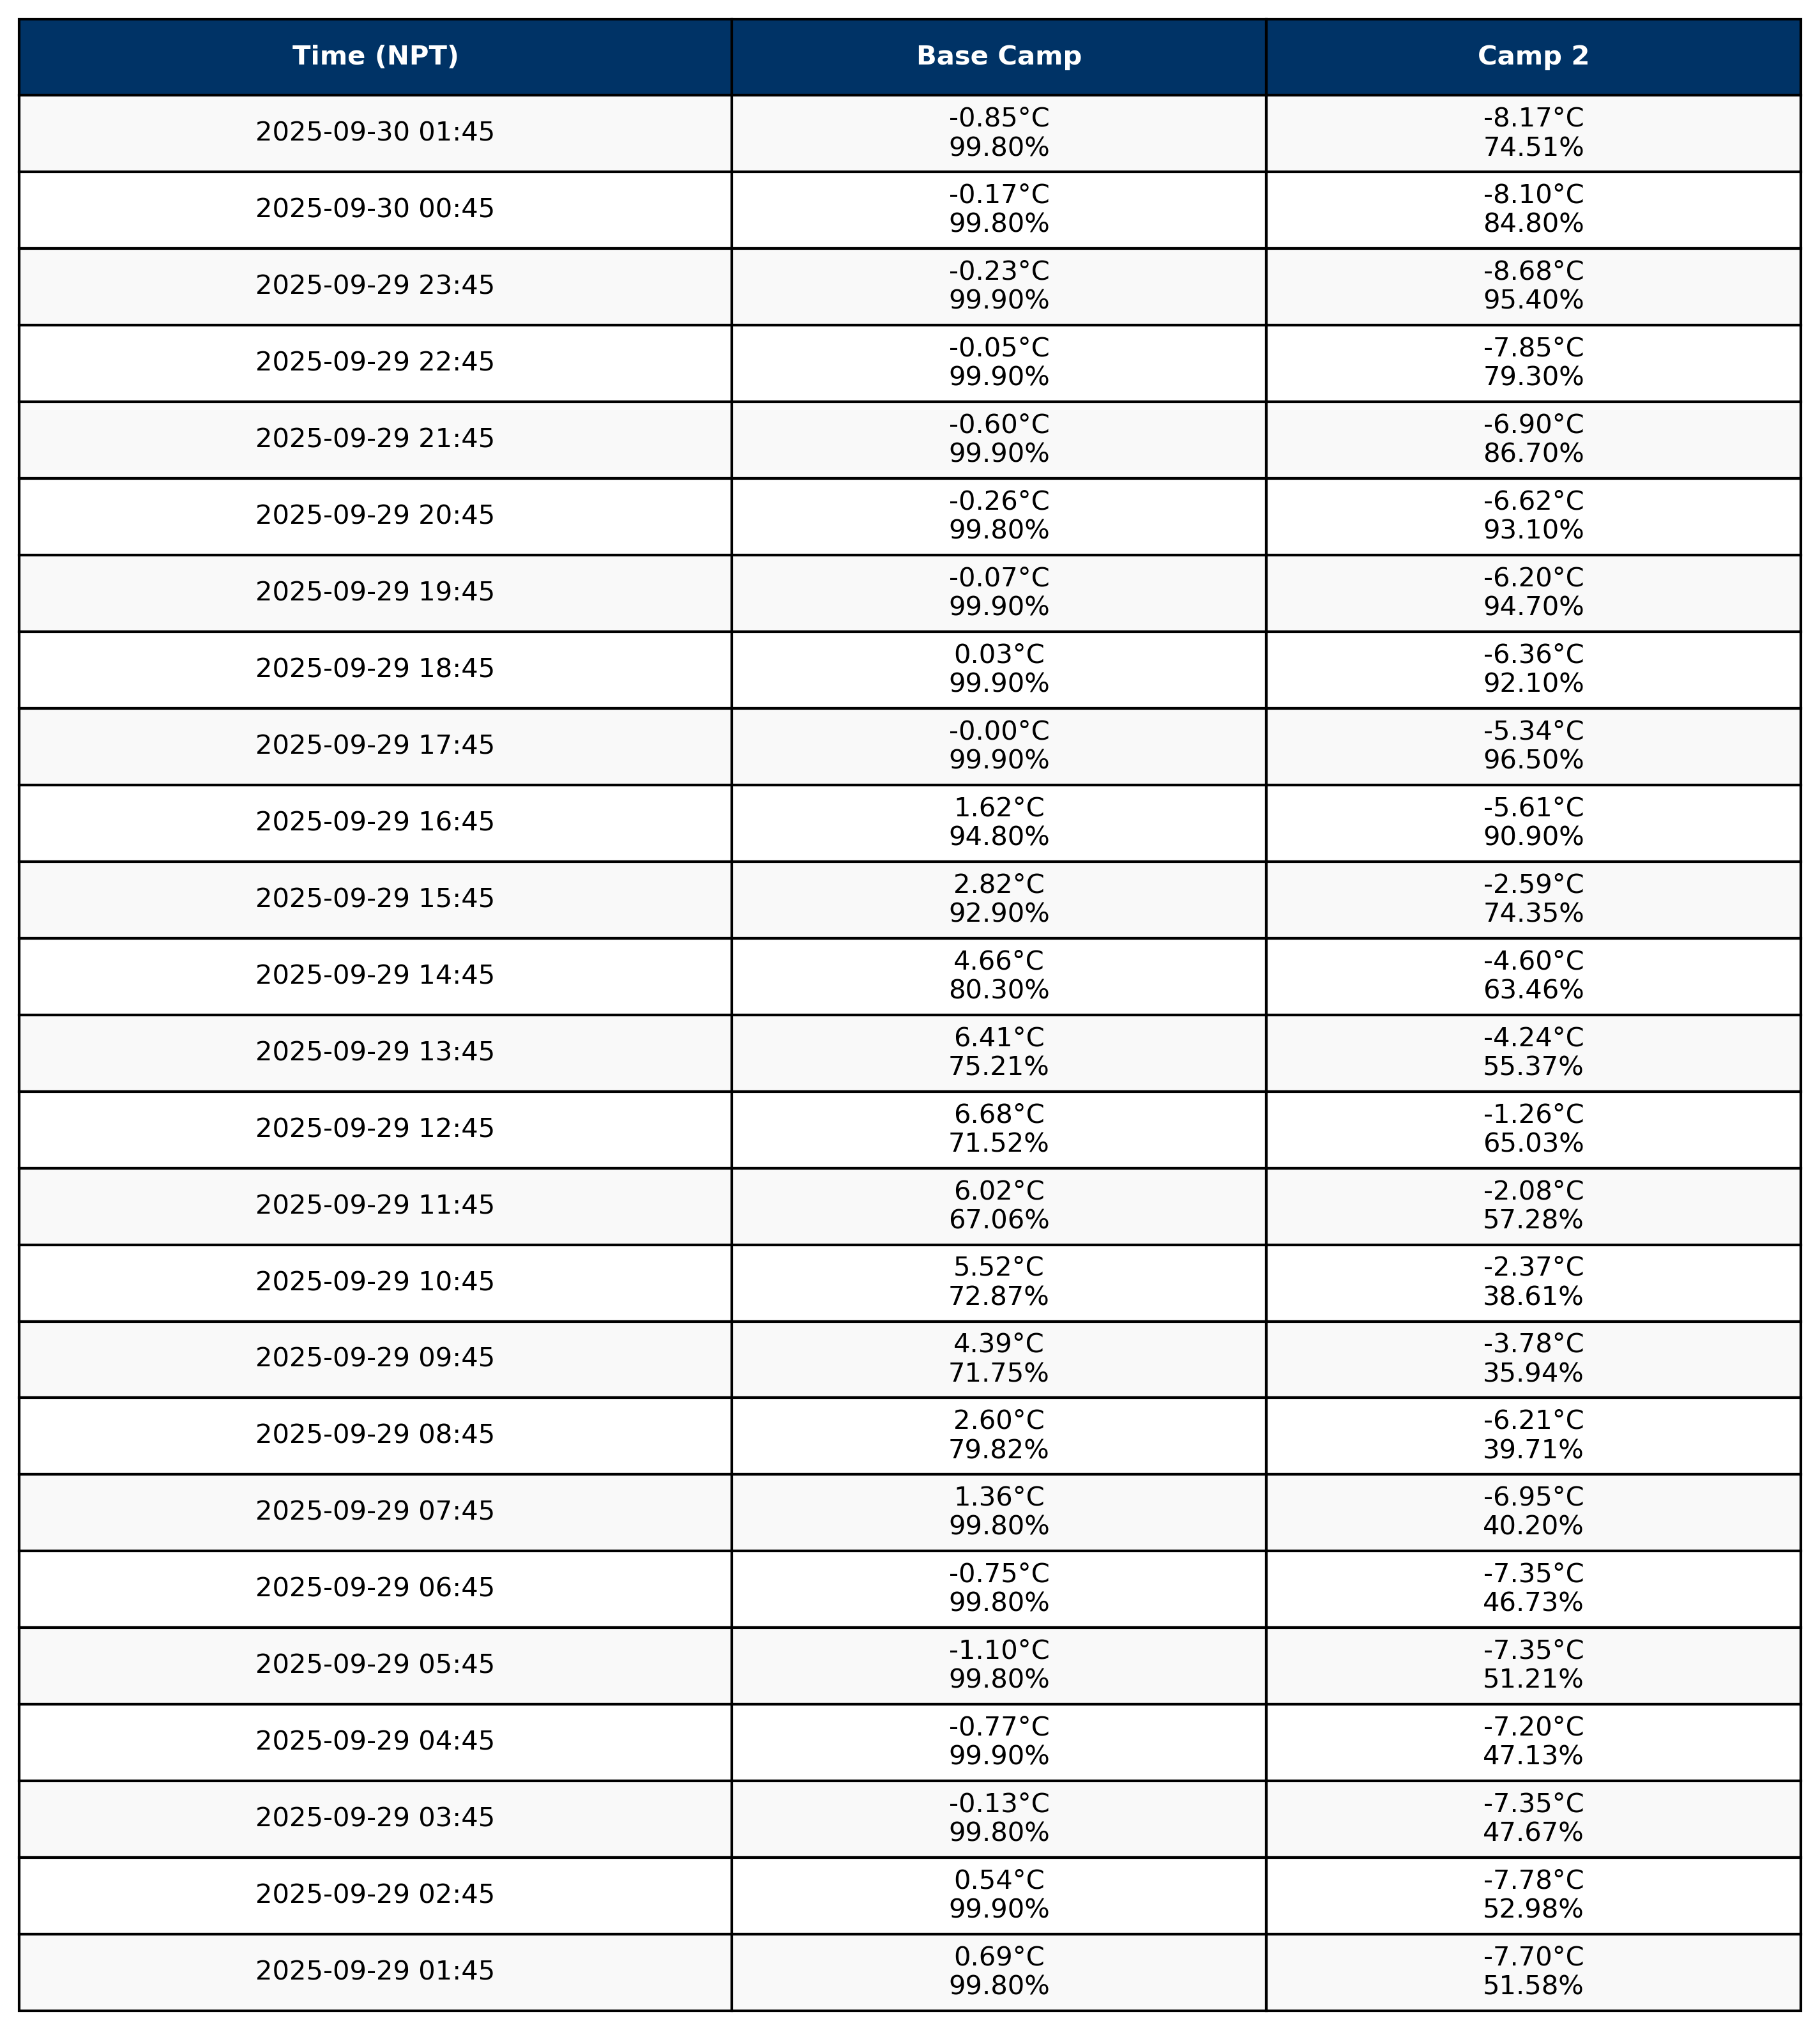 Time (NPT) Base Camp Camp 2
2025-09-30 01:45 -0.85°C -8.17°C
99.80% 74.51%
2025-09-30 00:45 -0.17°C -8.10°C
99.80% 84.80%
2025-09-29 23:45 -0.23°C -8.68°C
99.90% 95.40%
2025-09-29 22:45 -0.05°C -7.85°C
99.90% 79.30%
2025-09-29 21:45 -0.60°C -6.90°C
99.90% 86.70%
2025-09-29 20:45 -0.26°C -6.62°C
99.80% 93.10%
2025-09-29 19:45 -0.07°C -6.20°C
99.90% 94.70%
2025-09-29 18:45 0.03°C -6.36°C
99.90% 92.10%
2025-09-29 17:45 -0.00°C -5.34°C
99.90% 96.50%
2025-09-29 16:45 1.62°C -5.61°C
94.80% 90.90%
2025-09-29 15:45 2.82°C -2.59°C
92.90% 74.35%
2025-09-29 14:45 4.66°C -4.60°C
80.30% 63.46%
2025-09-29 13:45 6.41°C -4.24°C
75.21% 55.37%
2025-09-29 12:45 6.68°C -1.26°C
71.52% 65.03%
2025-09-29 11:45 6.02°C -2.08°C
67.06% 57.28%
2025-09-29 10:45 5.52°C -2.37°C
72.87% 38.61%
2025-09-29 09:45 4.39°C -3.78°C
71.75% 35.94%
2025-09-29 08:45 2.60°C -6.21°C
79.82% 39.71%
2025-09-29 07:45 1.36°C -6.95°C
99.80% 40.20%
2025-09-29 06:45 -0.75°C -7.35°C
99.80% 46.73%
2025-09-29 05:45 -1.10°C -7.35°C
99.80% 51.21%
2025-09-29 04:45 -0.77°C -7.20°C
99.90% 47.13%
2025-09-29 03:45 -0.13°C -7.35°C
99.80% 47.67%
2025-09-29 02:45 0.54°C -7.78°C
99.90% 52.98%
2025-09-29 01:45 0.69°C -7.70°C
99.80% 51.58%